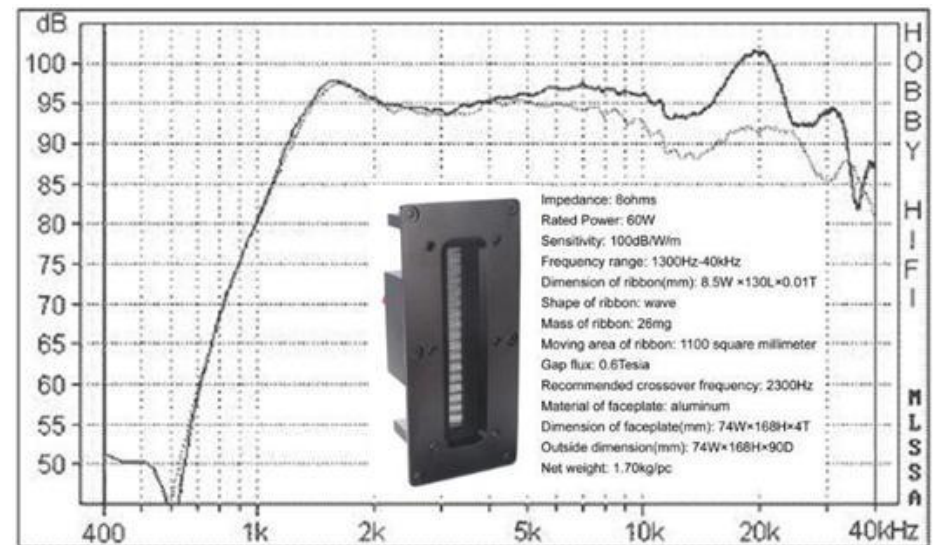 dB
100
95
90
85
80
75
70
65
60
55
50
400 1k 2k 5k 10k 20k 40kHz
HOBBY HIFI
MLSSA
Impedance: 8ohms
Rated Power: 60W
Sensitivity: 100dB/W/m
Frequency range: 1300Hz-40kHz
Dimension of ribbon(mm): 8.5W ×130L×0.01T
Shape of ribbon: wave
Mass of ribbon: 26mg
Moving area of ribbon: 1100 square millimeter
Gap flux: 0.6Tesia
Recommended crossover frequency: 2300Hz
Material of faceplate: aluminum
Dimension of faceplate(mm): 74W×168H×4T
Outside dimension(mm): 74W×168H×90D
Net weight: 1.70kg/pc